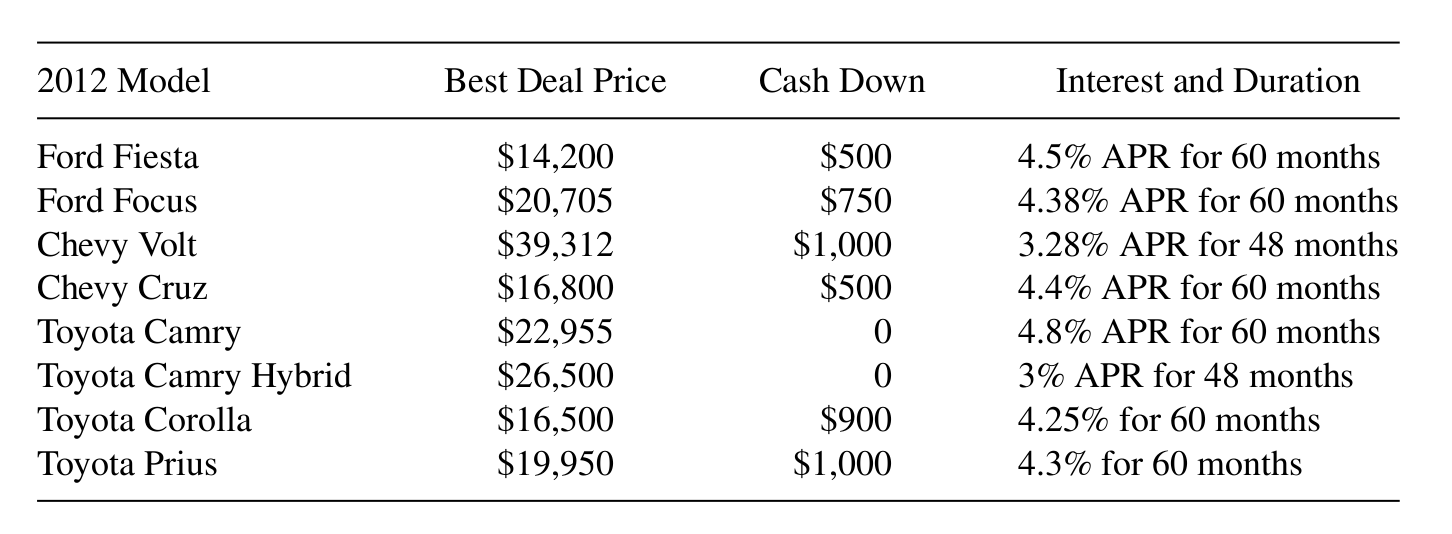 2012 Model Best Deal Price Cash Down Interest and Duration
Ford Fiesta $14,200 $500 4.5% APR for 60 months
Ford Focus $20,705 $750 4.38% APR for 60 months
Chevy Volt $39,312 $1,000 3.28% APR for 48 months
Chevy Cruz $16,800 $500 4.4% APR for 60 months
Toyota Camry $22,955 0 4.8% APR for 60 months
Toyota Camry Hybrid $26,500 0 3% APR for 48 months
Toyota Corolla $16,500 $900 4.25% for 60 months
Toyota Prius $19,950 $1,000 4.3% for 60 months